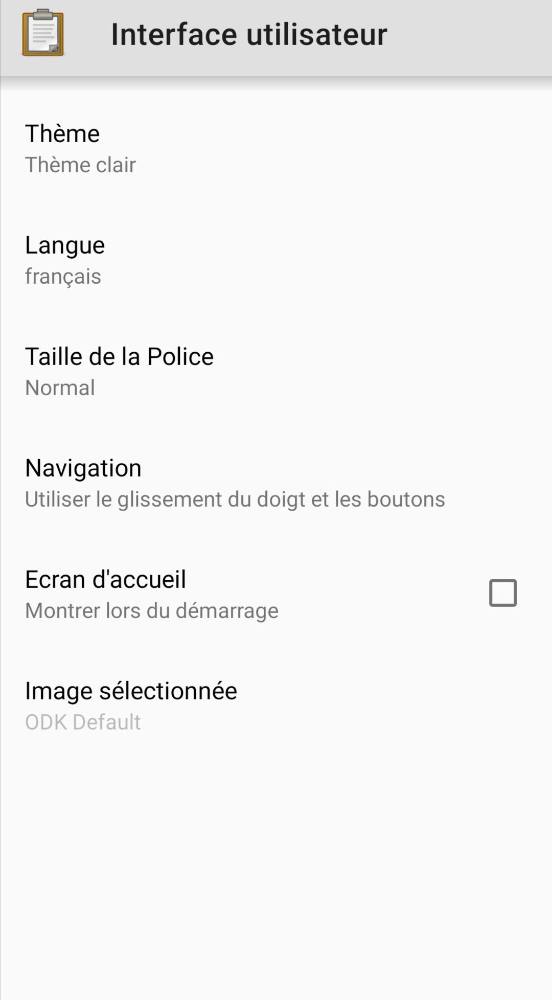 Interface utilisateur
Thème
Thème clair
Langue
français
Taille de la Police
Normal
Navigation
Utiliser le glissement du doigt et les boutons
Ecran d'accueil
Montrer lors du démarrage
Image sélectionnée
ODK Default